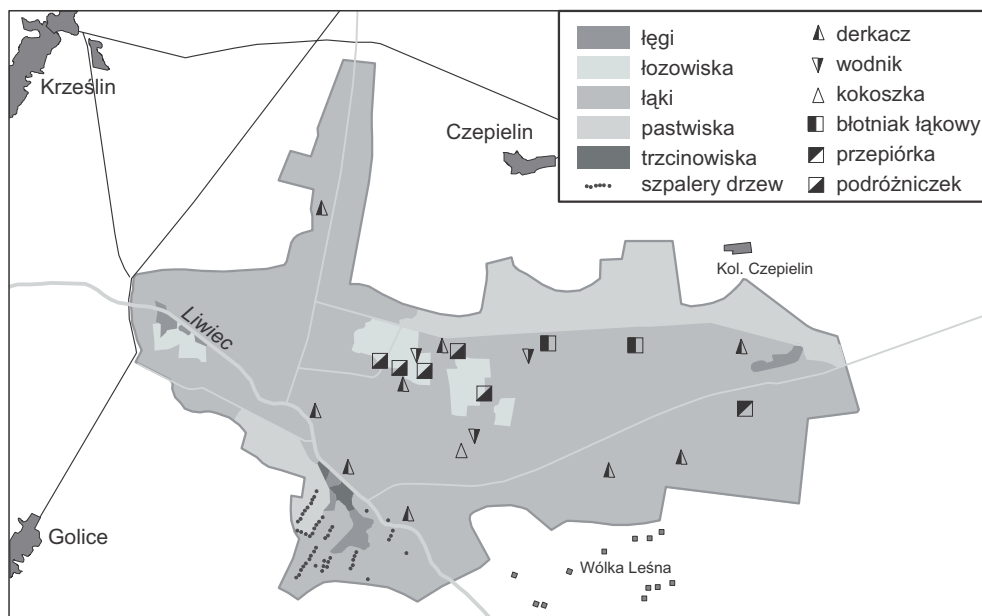 Krześlin
Czepielin
Kol. Czepielin
Liwiec
Golice
Wólka Leśna
łęgi
łozowiska
łąki
pastwiska
trzcinowiska
szpalery drzew
derkacz
wodnik
kokoszka
błotniak łąkowy
przepiórka
podróżniczek